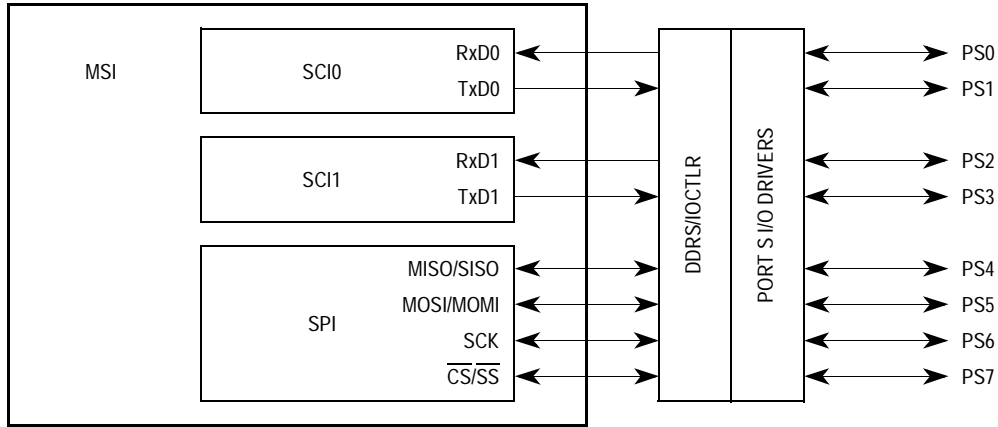 MSI
SCI0
RxD0
TxD0
SCI1
RxD1
TxD1
SPI
MISO/SISO
MOSI/MOMI
SCK
CS/SS
DDRS/IOCTLR
PORT S I/O DRIVERS
PS0
PS1
PS2
PS3
PS4
PS5
PS6
PS7